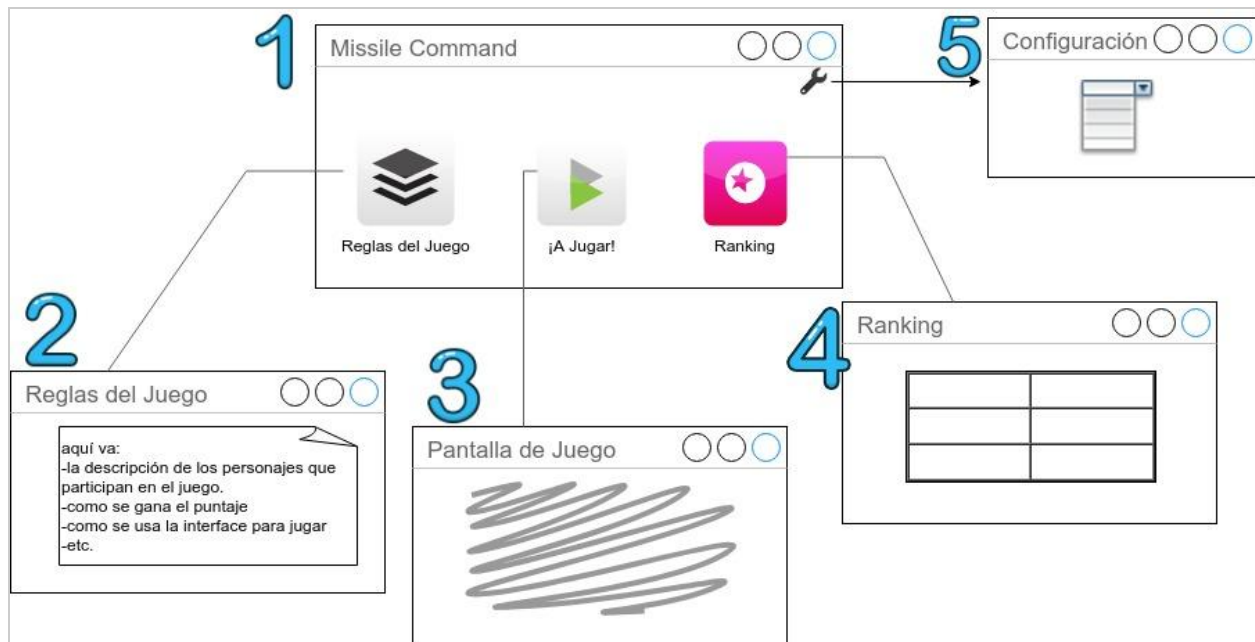 1
Missile Command
5
Configuración
Reglas del Juego
¡A Jugar!
Ranking
2
Reglas del Juego
aquí va:
-la descripción de los personajes que
participan en el juego.
-como se gana el puntaje
-como se usa la interface para jugar
-etc.
3
Pantalla de Juego
4
Ranking